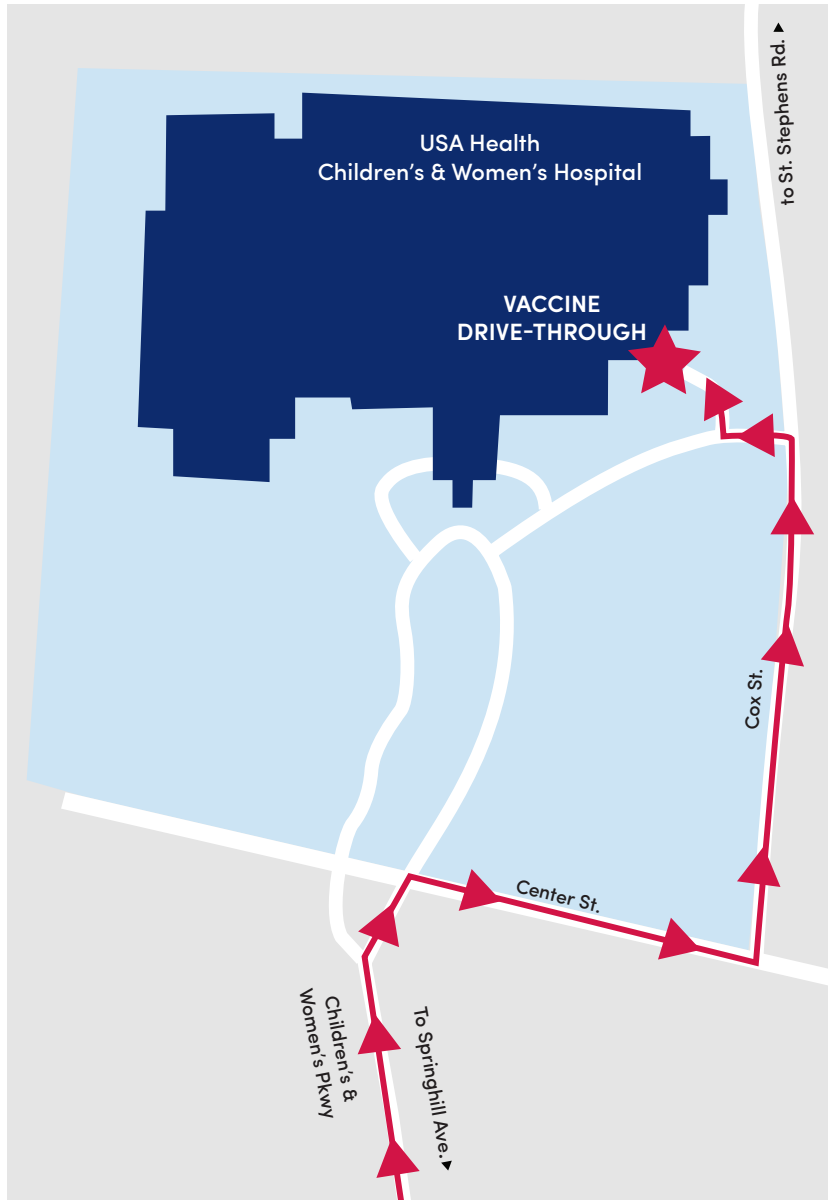 to St. Stephens Rd. ▶
USA Health
Children’s & Women’s Hospital
VACCINE
DRIVE-THROUGH
Cox St.
Center St.
Children’s &
Women’s Pkwy
To Springhill Ave. ▶